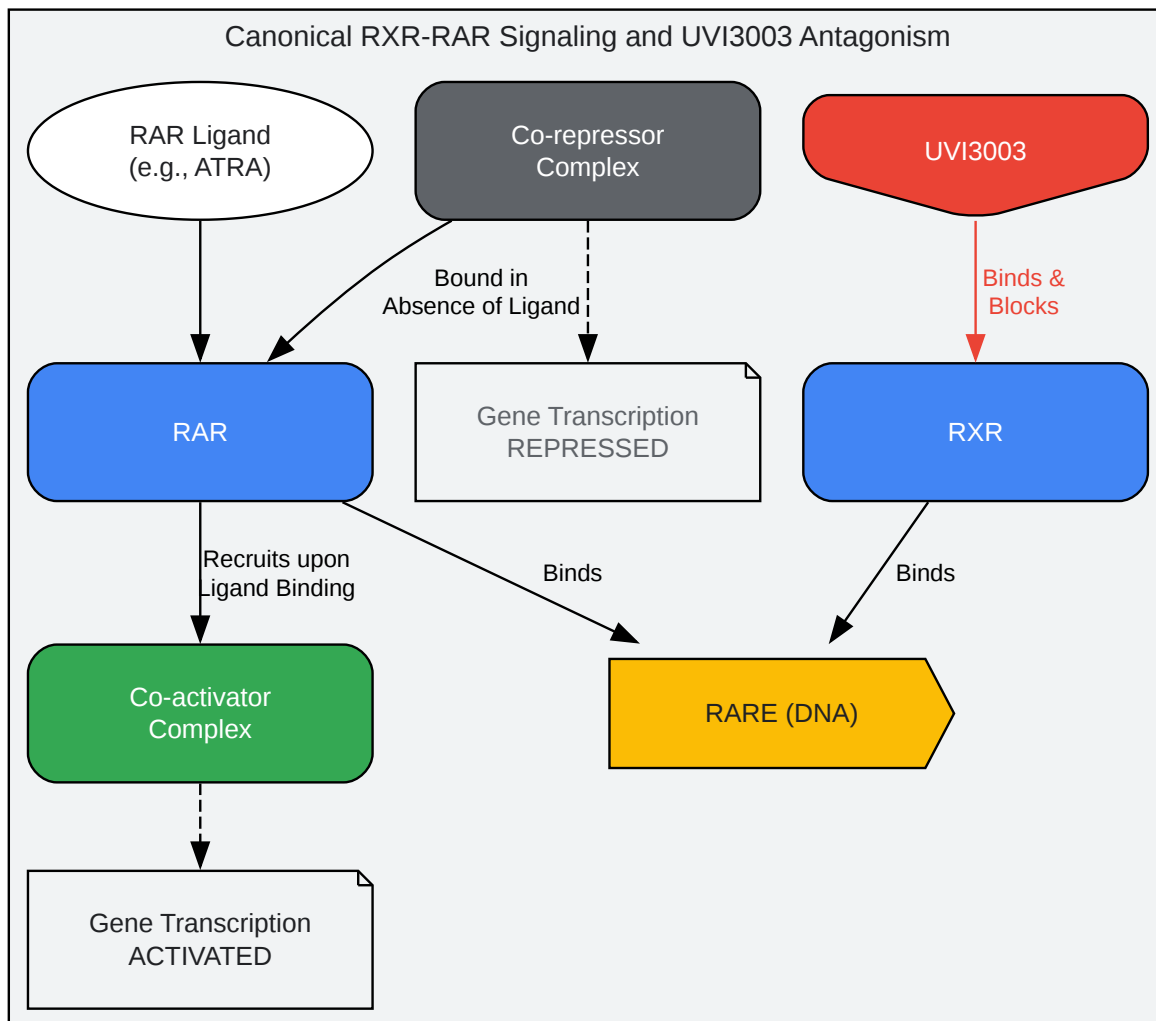 Canonical RXR-RAR Signaling and UVI3003 Antagonism
RAR Ligand
(e.g., ATRA)
Co-repressor
Complex
UVI3003
Bound in
Absence of Ligand
Binds &
Blocks
RAR
Gene Transcription
REPRESSED
RXR
Recruits upon
Ligand Binding
Binds
Binds
Co-activator
Complex
RARE (DNA)
Gene Transcription
ACTIVATED